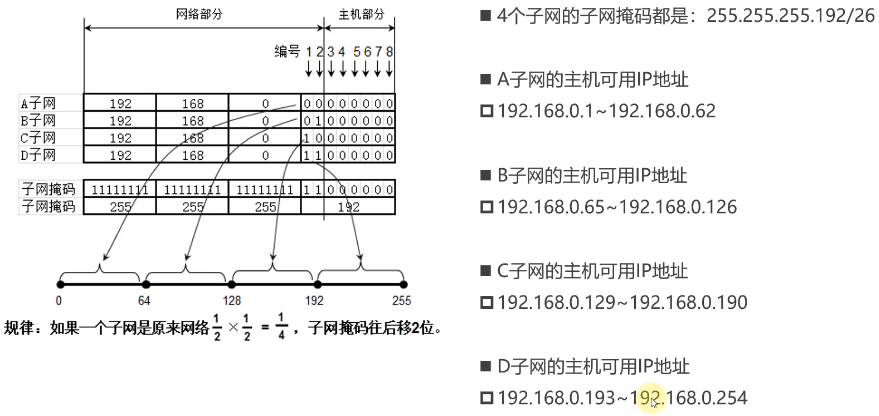 网络部分 主机部分
编号 1 2 3 4 5 6 7 8
A子网 192 168 0 0 0 0 0 0 0 0 0
B子网 192 168 0 0 1 0 0 0 0 0 0
C子网 192 168 0 1 0 0 0 0 0 0 0
D子网 192 168 0 1 1 0 0 0 0 0 0
子网掩码 11111111 11111111 11111111 1 1 0 0 0 0 0 0
子网掩码 255 255 255 192
0 64 128 192 255
规律：如果一个子网是原来网络1/2×1/2=1/4，子网掩码往后移2位。
■ 4个子网的子网掩码都是：255.255.255.192/26
■ A子网的主机可用IP地址
192.168.0.1~192.168.0.62
■ B子网的主机可用IP地址
192.168.0.65~192.168.0.126
■ C子网的主机可用IP地址
192.168.0.129~192.168.0.190
■ D子网的主机可用IP地址
192.168.0.193~192.168.0.254